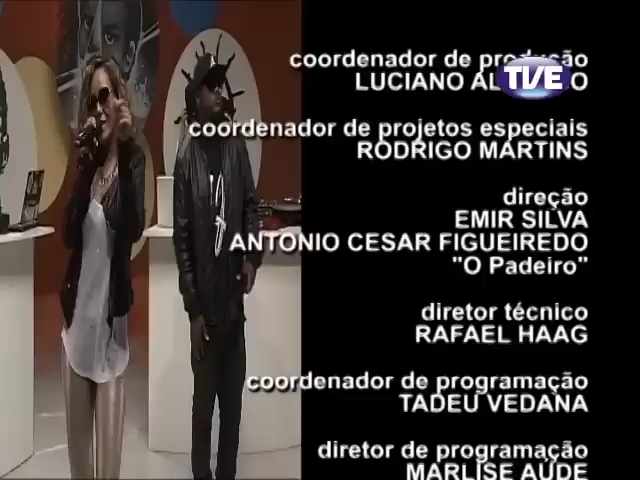 coordenador de produção
LUCIANO
TVE
coordenador de projetos especiais
RODRIGO MARTINS
direção
EMIR SILVA
ANTONIO CESAR FIGUEIREDO
"O Padeiro"
diretor técnico
RAFAEL HAAG
coordenador de programação
TADEU VEDANA
diretor de programação
MARLISE AUDE